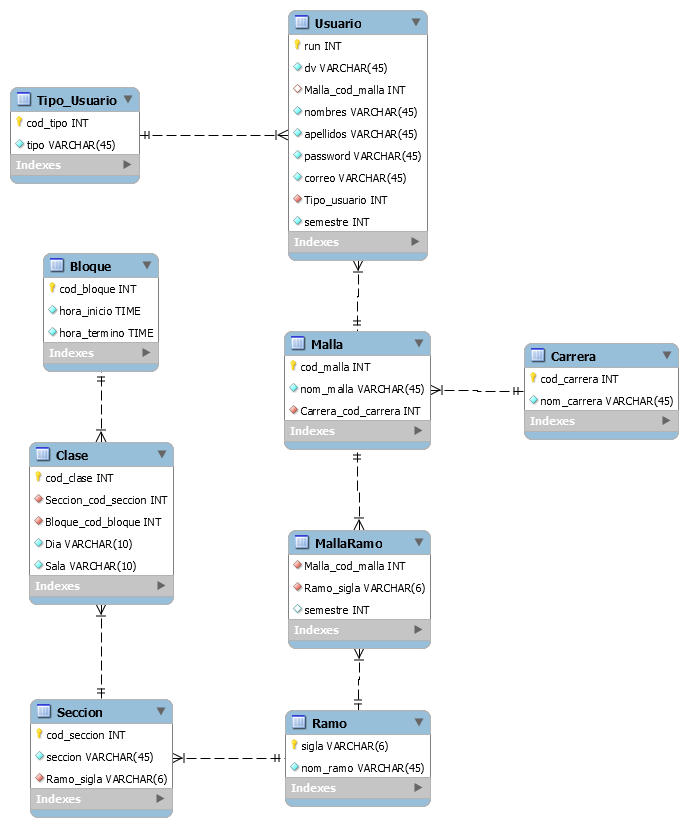 Usuario
run INT
dv VARCHAR(45)
Malla_cod_malla INT
nombres VARCHAR(45)
apellidos VARCHAR(45)
password VARCHAR(45)
correo VARCHAR(45)
Tipo_usuario INT
semestre INT
Indexes
Tipo_Usuario
cod_tipo INT
tipo VARCHAR(45)
Indexes
Bloque
cod_bloque INT
hora_inicio TIME
hora_termino TIME
Indexes
Malla
cod_malla INT
nom_malla VARCHAR(45)
Carrera_cod_carrera INT
Indexes
Carrera
cod_carrera INT
nom_carrera VARCHAR(45)
Indexes
Clase
cod_clase INT
Seccion_cod_seccion INT
Bloque_cod_bloque INT
Dia VARCHAR(10)
Sala VARCHAR(10)
Indexes
MallaRamo
Malla_cod_malla INT
Ramo_sigla VARCHAR(6)
semestre INT
Indexes
Seccion
cod_seccion INT
seccion VARCHAR(45)
Ramo_sigla VARCHAR(6)
Indexes
Ramo
sigla VARCHAR(6)
nom_ramo VARCHAR(45)
Indexes